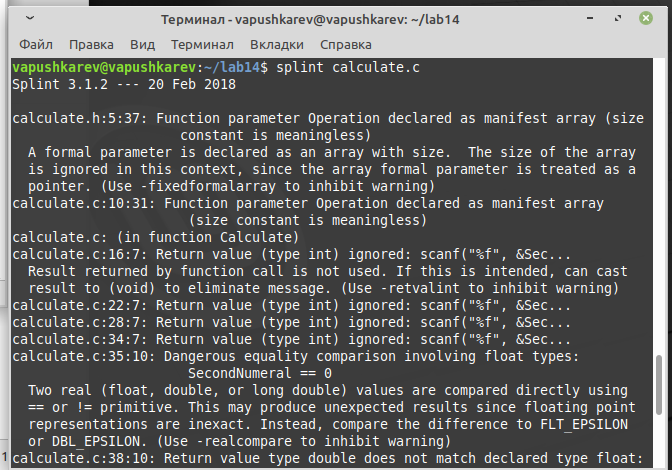 Терминал - vapushkarev@vapushkarev: ~/lab14
Файл Правка Вид Терминал Вкладки Справка
vapushkarev@vapushkarev:~/lab14$ splint calculate.c
Splint 3.1.2 --- 20 Feb 2018
calculate.h:5:37: Function parameter Operation declared as manifest array (size
constant is meaningless)
A formal parameter is declared as an array with size.  The size of the array
is ignored in this context, since the array formal parameter is treated as a
pointer. (Use -fixedformalarray to inhibit warning)
calculate.c:10:31: Function parameter Operation declared as manifest array
(size constant is meaningless)
calculate.c: (in function Calculate)
calculate.c:16:7: Return value (type int) ignored: scanf("%f", &Sec...
Result returned by function call is not used. If this is intended, can cast
result to (void) to eliminate message. (Use -retvalint to inhibit warning)
calculate.c:22:7: Return value (type int) ignored: scanf("%f", &Sec...
calculate.c:28:7: Return value (type int) ignored: scanf("%f", &Sec...
calculate.c:34:7: Return value (type int) ignored: scanf("%f", &Sec...
calculate.c:35:10: Dangerous equality comparison involving float types:
SecondNumeral == 0
Two real (float, double, or long double) values are compared directly using
== or != primitive. This may produce unexpected results since floating point
representations are inexact. Instead, compare the difference to FLT_EPSILON
or DBL_EPSILON. (Use -realcompare to inhibit warning)
calculate.c:38:10: Return value type double does not match declared type float:
1